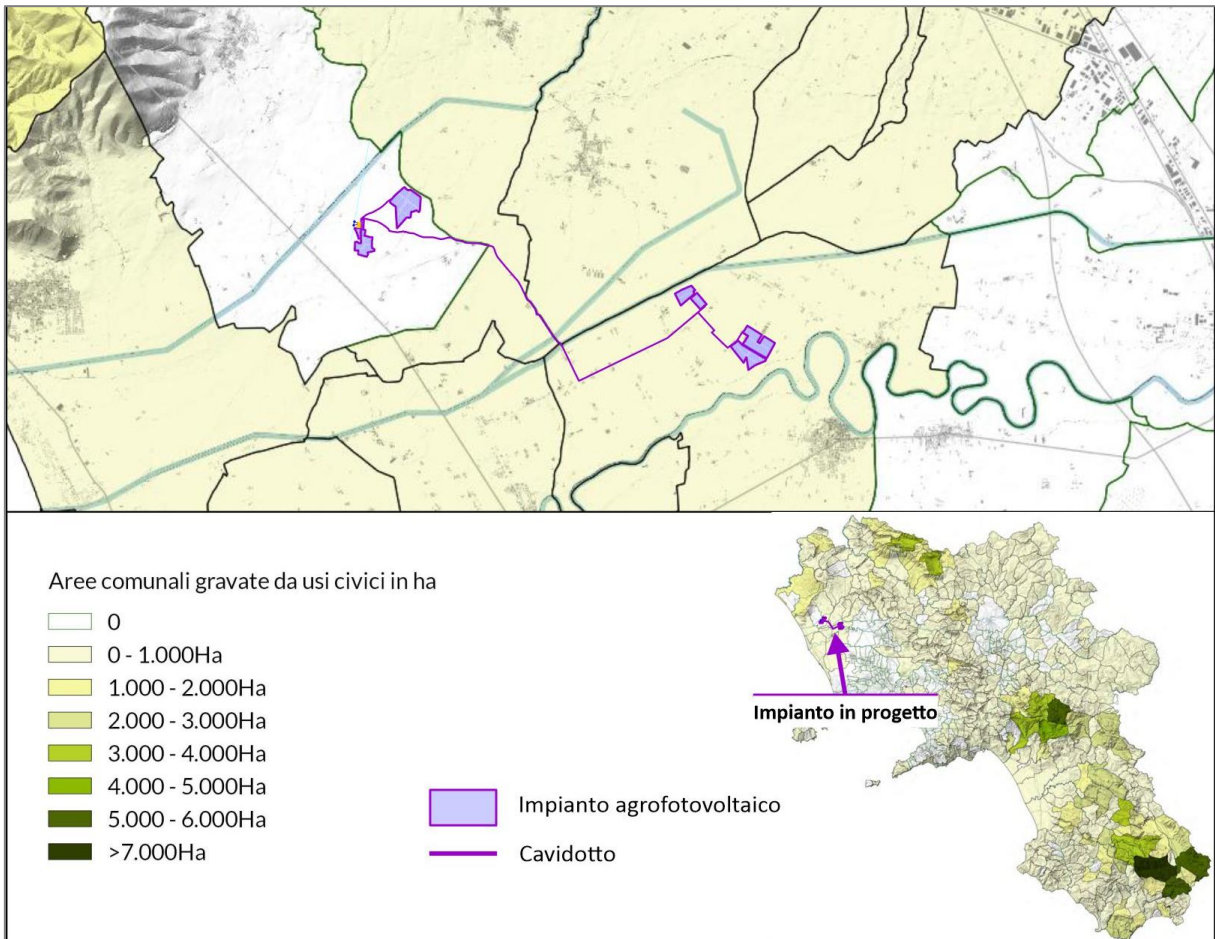 Aree comunali gravate da usi civici in ha
0
0 - 1.000Ha
1.000 - 2.000Ha
2.000 - 3.000Ha
3.000 - 4.000Ha
4.000 - 5.000Ha
5.000 - 6.000Ha
>7.000Ha
Impianto agrofotovoltaico
Cavidotto
Impianto in progetto